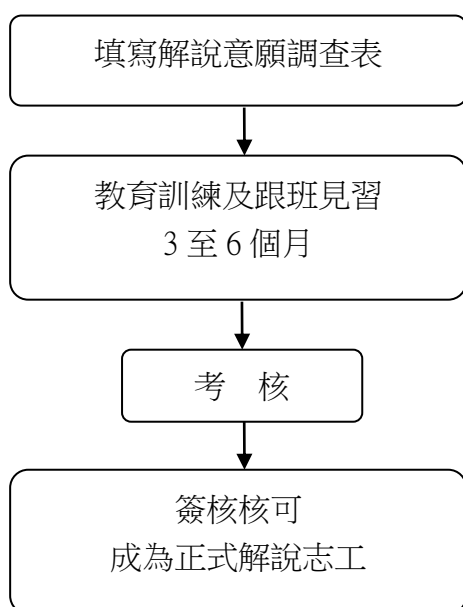 填寫解說意願調查表
教育訓練及跟班見習
3 至 6 個月
考　核
簽核核可
成為正式解說志工